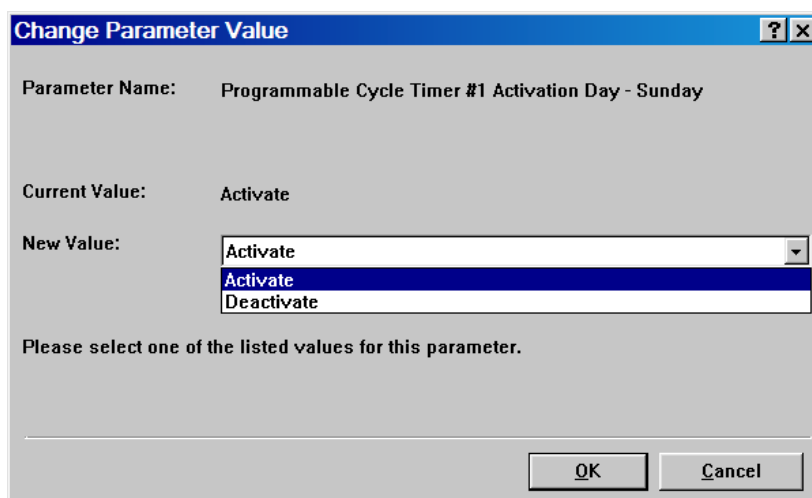 Change Parameter Value
Parameter Name: Programmable Cycle Timer #1 Activation Day - Sunday
Current Value: Activate
New Value: Activate
Activate
Deactivate
Please select one of the listed values for this parameter.
OK Cancel